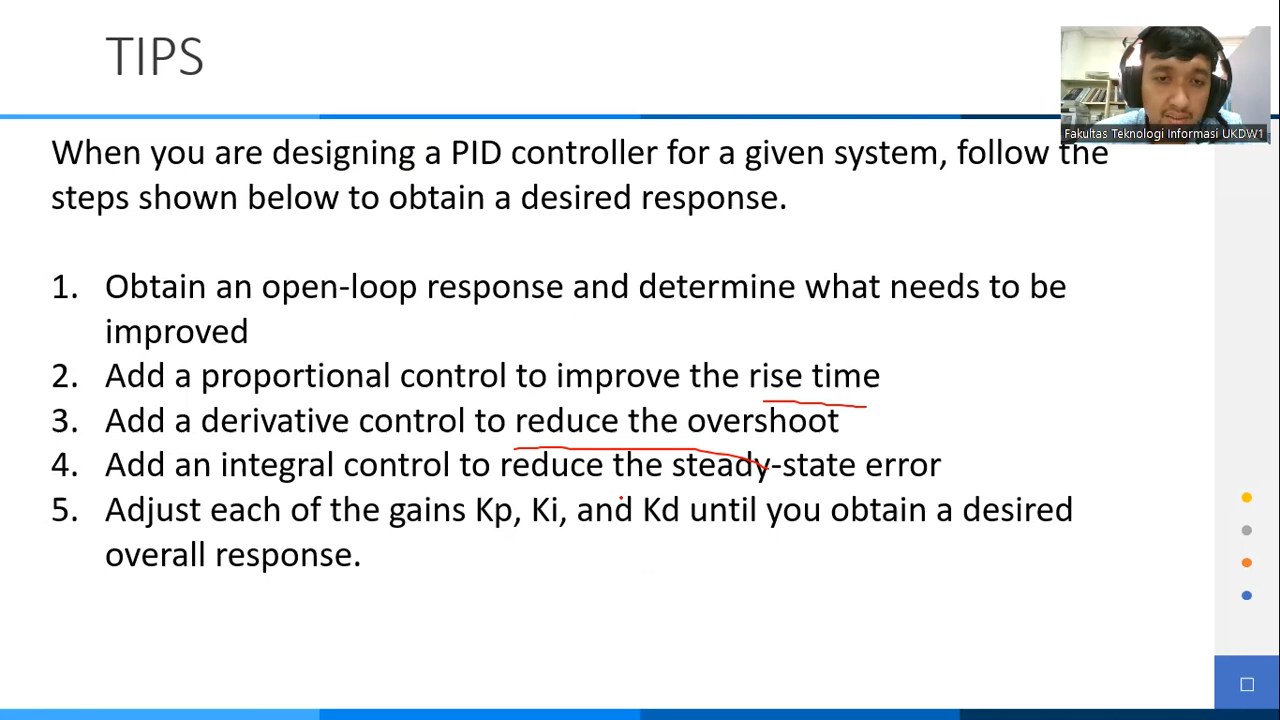 TIPS
Fakultas Teknologi Informasi UKDW1
When you are designing a PID controller for a given system, follow the
steps shown below to obtain a desired response.
1. Obtain an open-loop response and determine what needs to be
improved
2. Add a proportional control to improve the rise time
3. Add a derivative control to reduce the overshoot
4. Add an integral control to reduce the steady-state error
5. Adjust each of the gains Kp, Ki, and Kd until you obtain a desired
overall response.